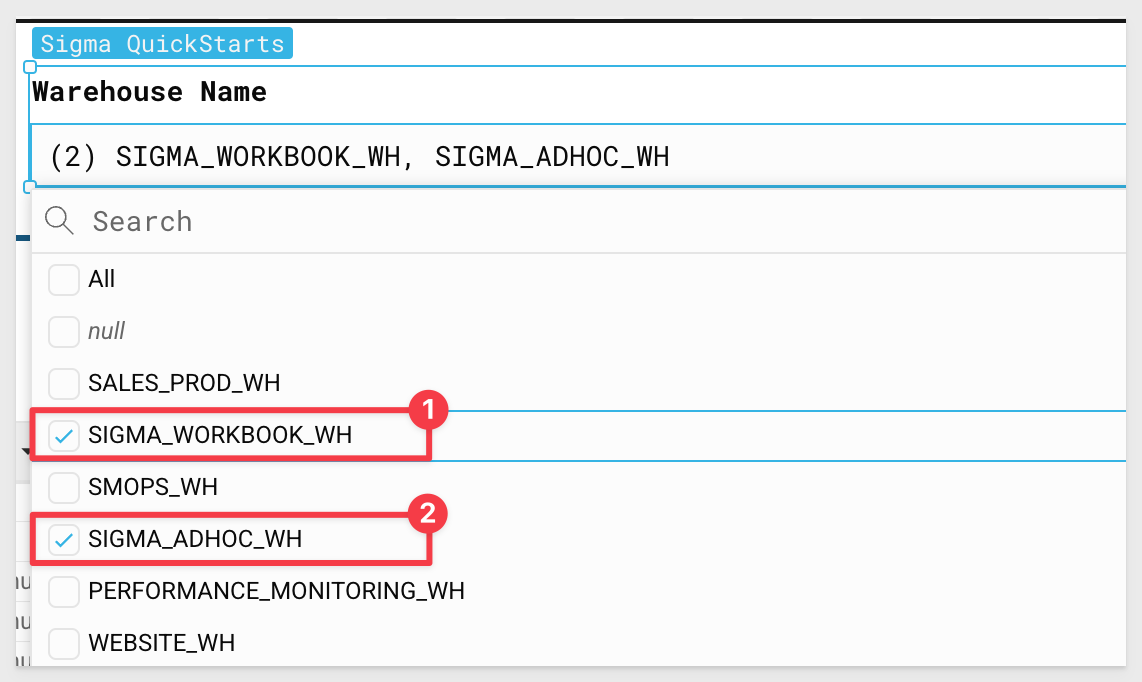 Sigma QuickStarts
Warehouse Name
(2) SIGMA_WORKBOOK_WH, SIGMA_ADHOC_WH
Search
All
null
SALES_PROD_WH
1
SIGMA_WORKBOOK_WH
SMOPS_WH
2
SIGMA_ADHOC_WH
PERFORMANCE_MONITORING_WH
WEBSITE_WH